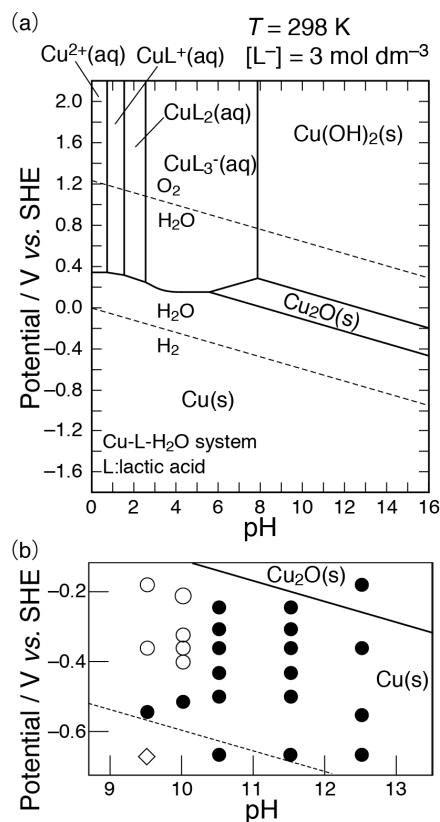 (a)
T = 298 K
[L⁻] = 3 mol dm⁻³
Cu²⁺(aq) CuL⁺(aq)
CuL₂(aq)
CuL₃⁻(aq)
Cu(OH)₂(s)
O₂
H₂O
Cu₂O(s)
H₂O
H₂
Cu(s)
Cu-L-H₂O system
L:lactic acid
Potential / V vs. SHE
2.0
1.6
1.2
0.8
0.4
0.0
−0.4
−0.8
−1.2
−1.6
0 2 4 6 8 10 12 14 16
pH
(b)
Cu₂O(s)
Cu(s)
Potential / V vs. SHE
−0.2
−0.4
−0.6
9 10 11 12 13
pH